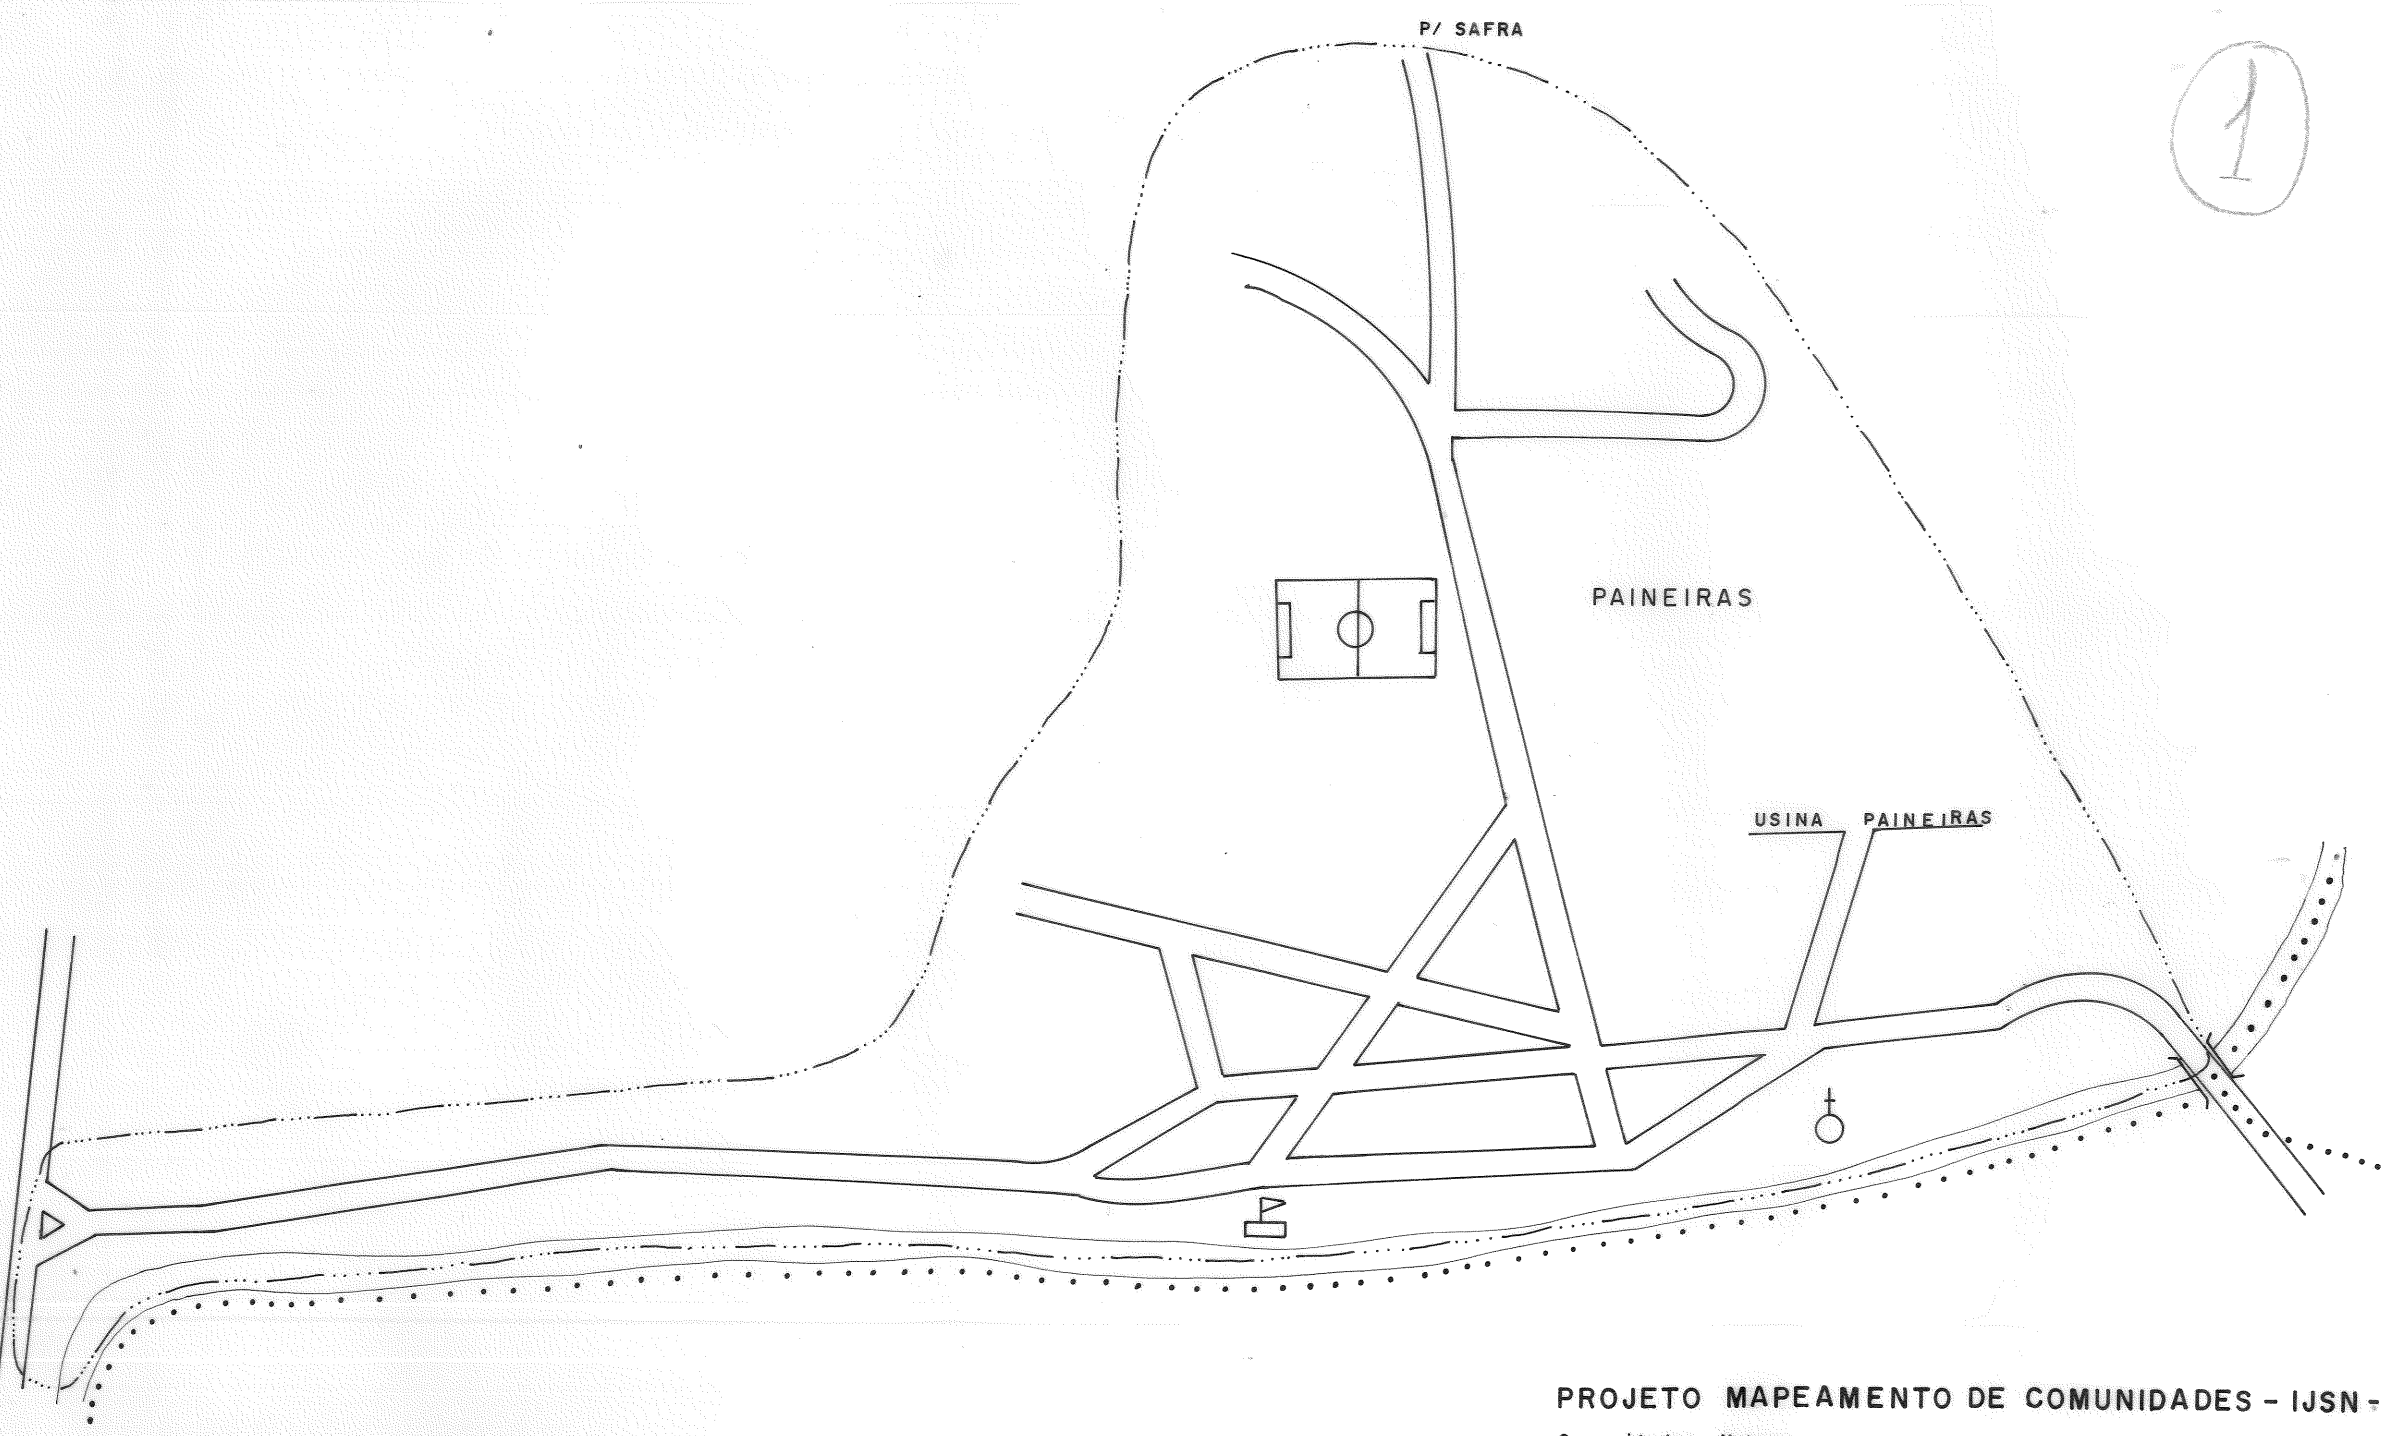 P/ SAFRA
1
PAINEIRAS
USINA PAINEIRAS
PROJETO MAPEAMENTO DE COMUNIDADES - IJSN -